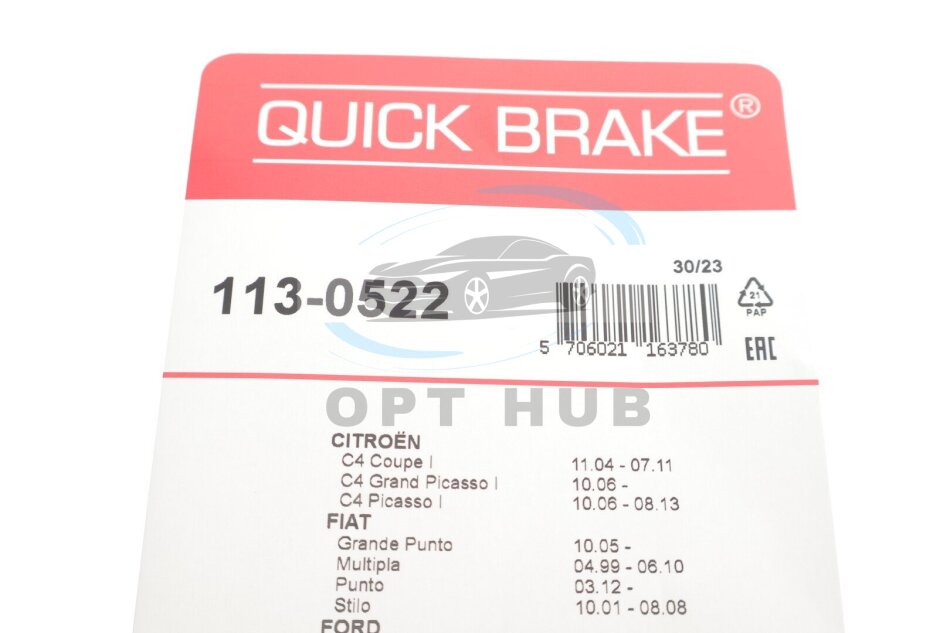 QUICK BRAKE®
30/23
113-0522
21
PAP
5 706021 163780
EAC
OPT HUB
CITROËN
C4 Coupe I 11.04 - 07.11
C4 Grand Picasso I 10.06 -
C4 Picasso I 10.06 - 08.13
FIAT
Grande Punto 10.05 -
Multipla 04.99 - 06.10
Punto 03.12 -
Stilo 10.01 - 08.08
FORD